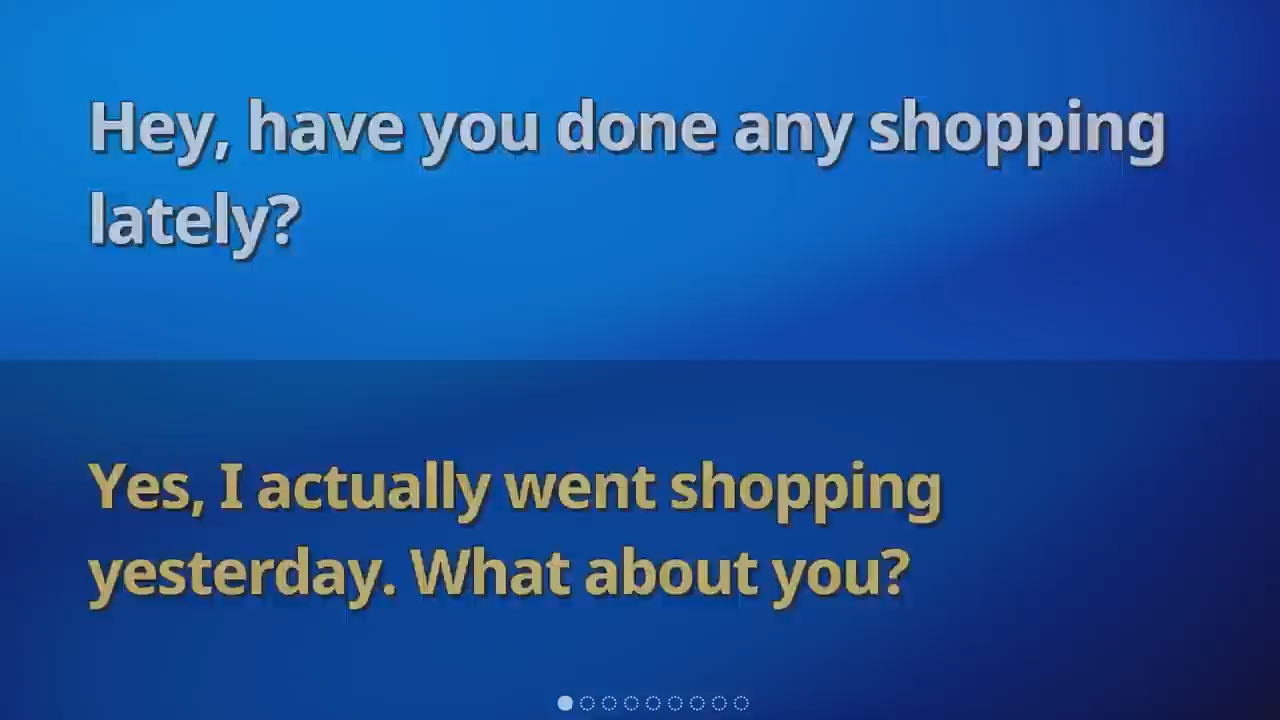 Hey, have you done any shopping
lately?
Yes, I actually went shopping
yesterday. What about you?